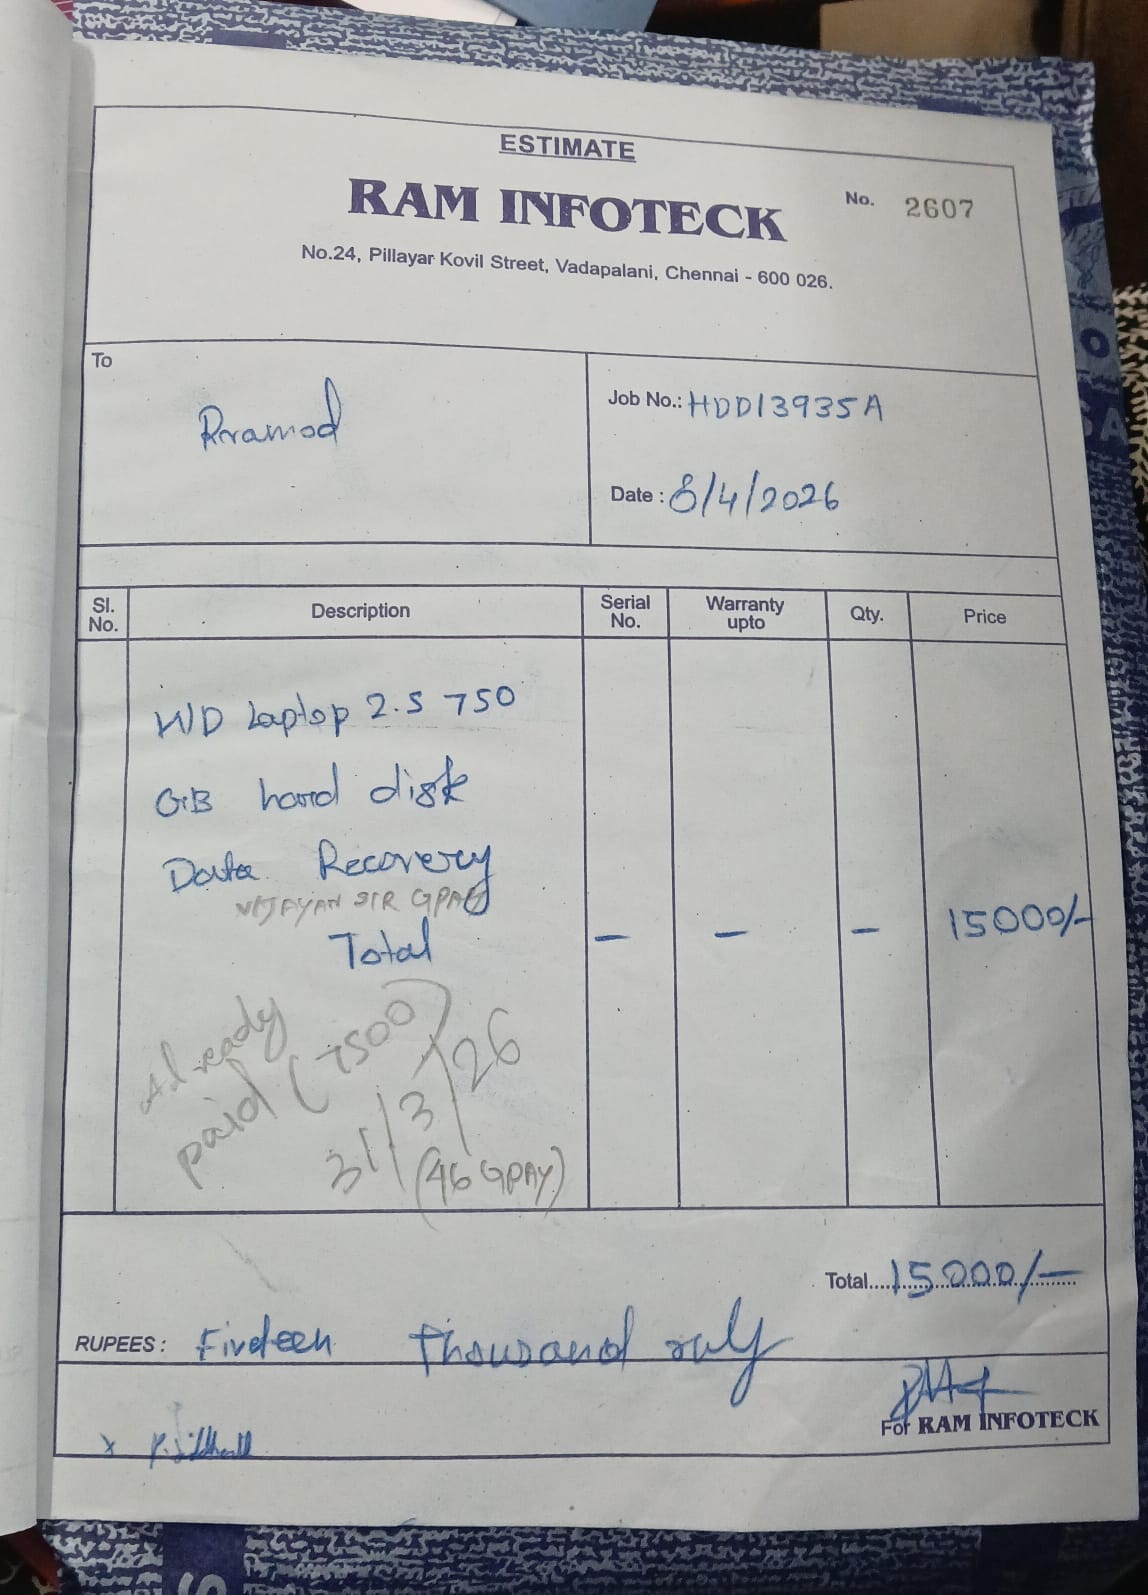 ESTIMATE
RAM INFOTECK
No. 2607
No.24, Pillayar Kovil Street, Vadapalani, Chennai - 600 026.
To
Pramod
Job No.: HDD13935A
Date : 8/4/2026
Sl. No. Description Serial No. Warranty upto Qty. Price
WD Laptop 2.5 750
GB hard disk
Data Recovery
VIJAYAN SIR GPAY
Total - - - 15000/-
Already
paid (7500)
31/3/26
(46 GPAY)
Total....15000/-
RUPEES : Fiveteen thousand only
For RAM INFOTECK
x